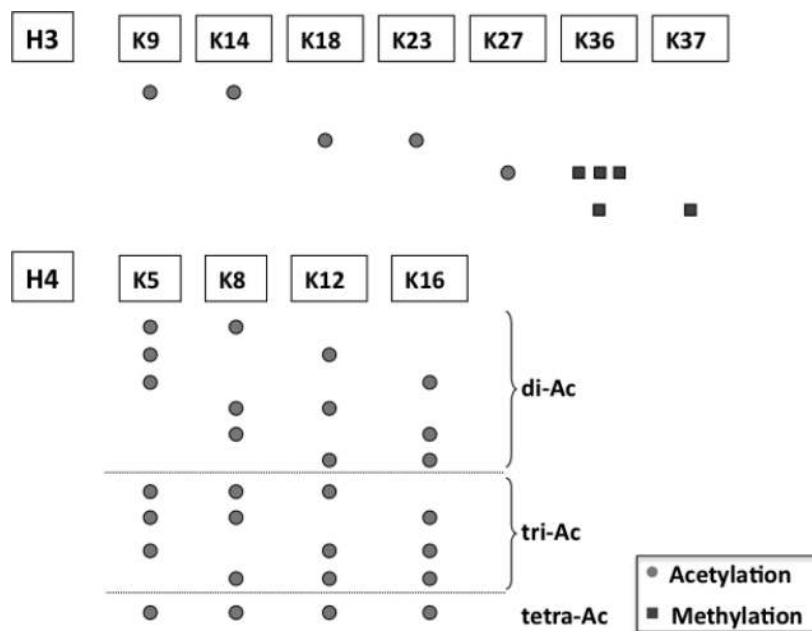 H3 K9 K14 K18 K23 K27 K36 K37
H4 K5 K8 K12 K16
di-Ac
tri-Ac
tetra-Ac
Acetylation
Methylation